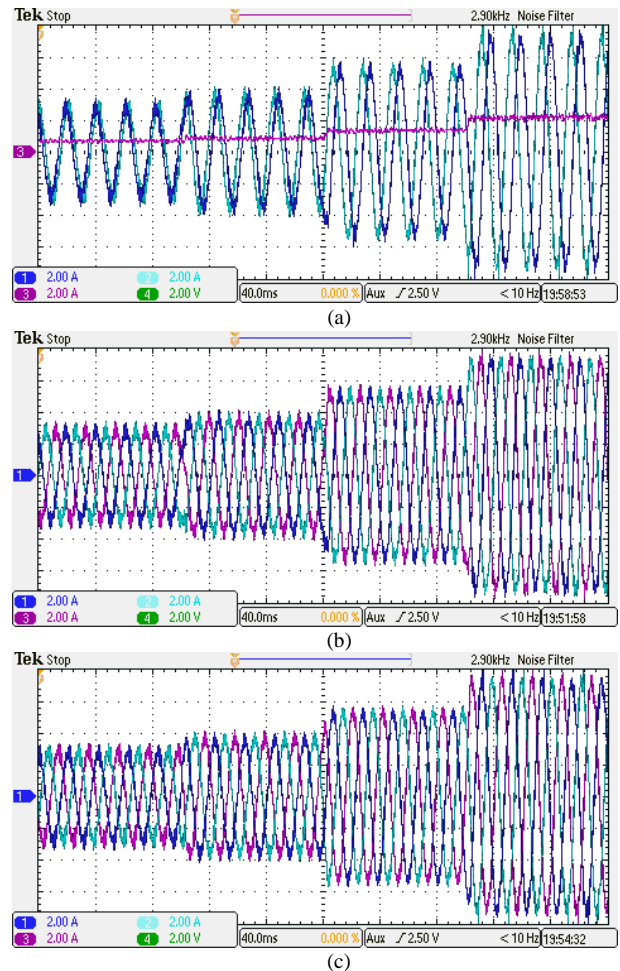 Tek Stop 2.90kHz Noise Filter
3
1 2.00 A 2 2.00 A
3 2.00 A 4 2.00 V
40.0ms 0.000 % Aux 2.50 V < 10 Hz 19:58:53
(a)
Tek Stop 2.90kHz Noise Filter
1
1 2.00 A 2 2.00 A
3 2.00 A 4 2.00 V
40.0ms 0.000 % Aux 2.50 V < 10 Hz 19:51:58
(b)
Tek Stop 2.90kHz Noise Filter
1
1 2.00 A 2 2.00 A
3 2.00 A 4 2.00 V
40.0ms 0.000 % Aux 2.50 V < 10 Hz 19:54:32
(c)